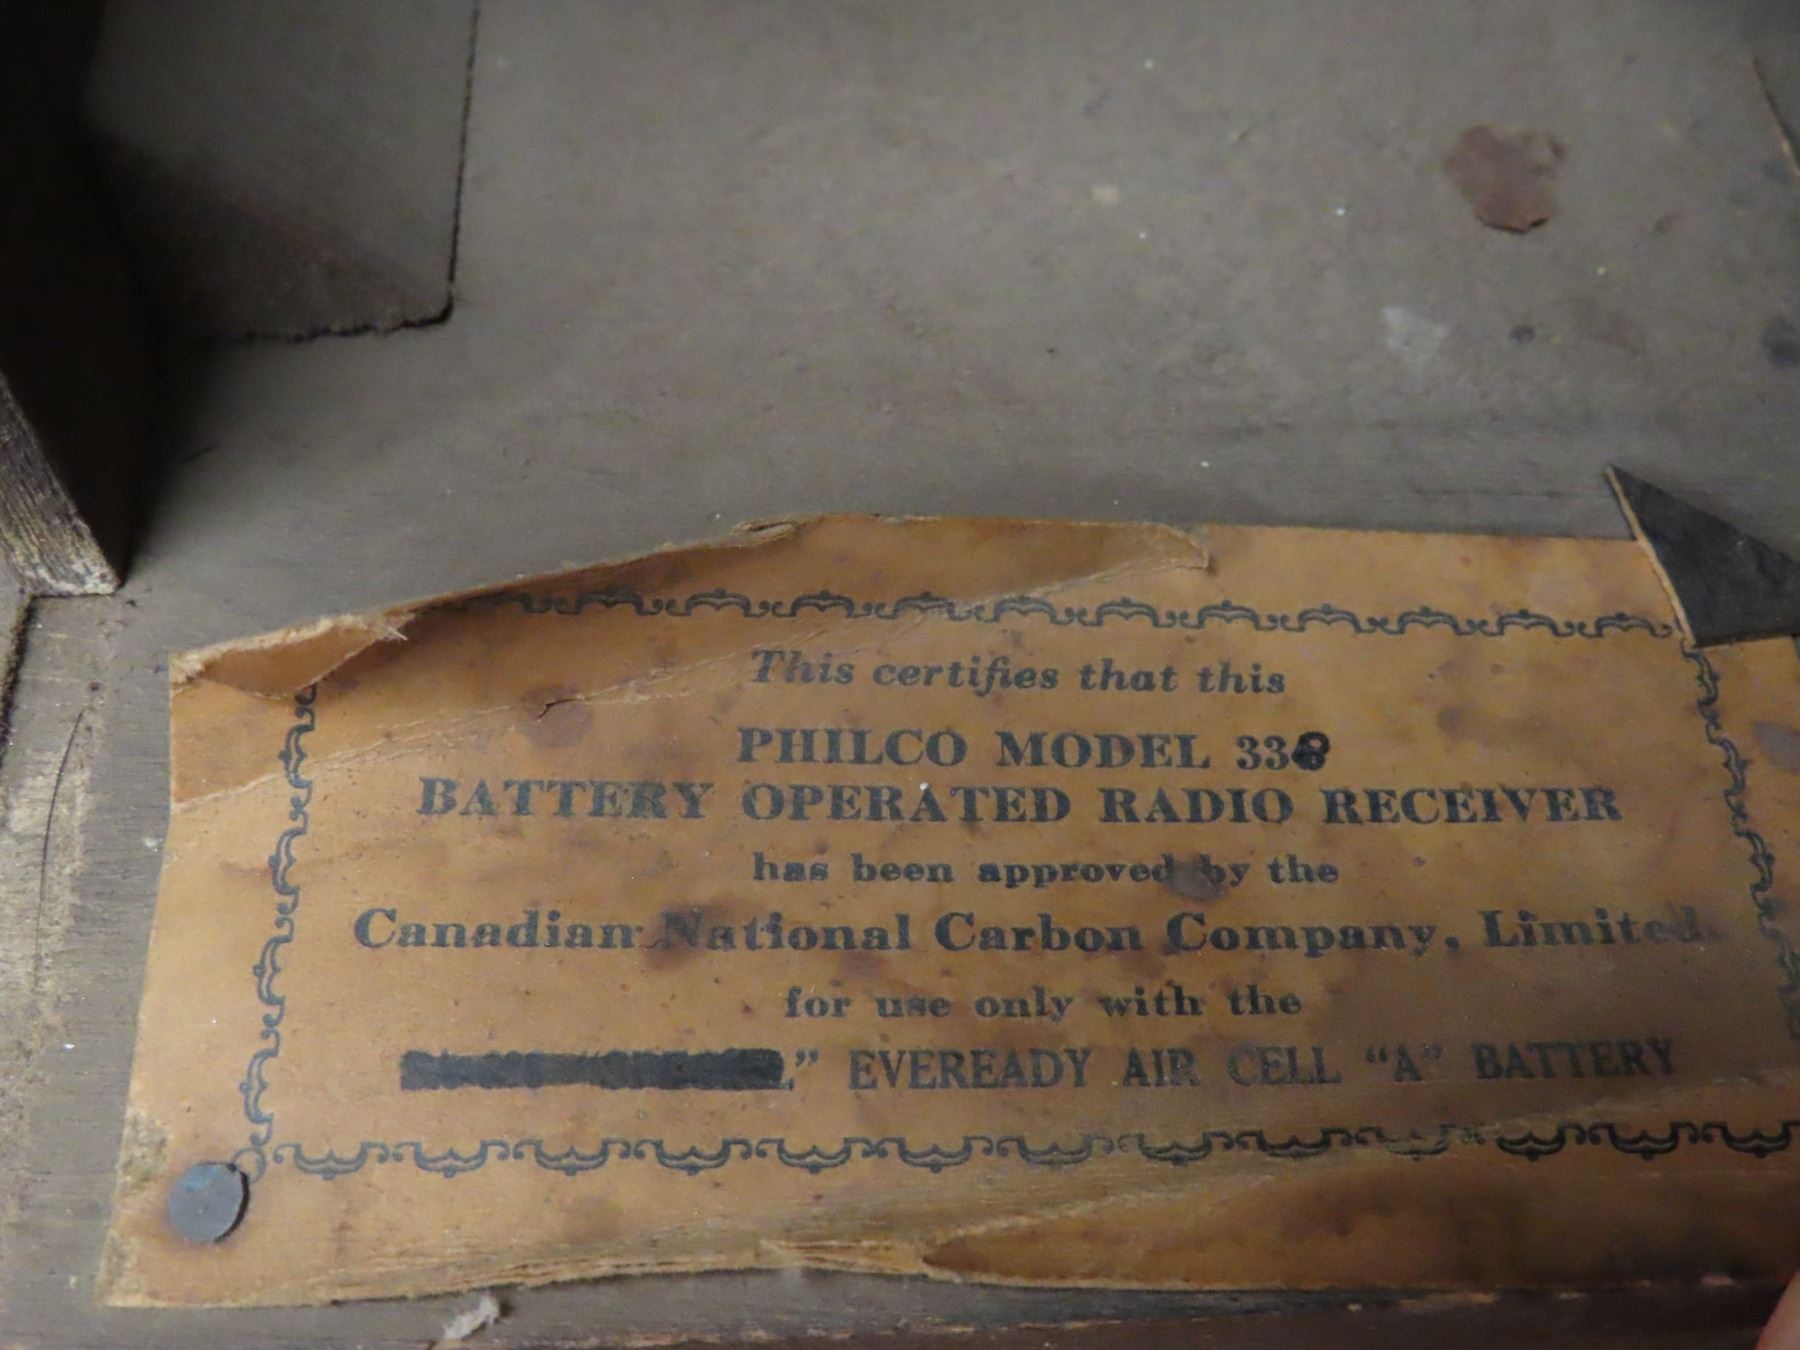 This certifies that this
PHILCO MODEL 338
BATTERY OPERATED RADIO RECEIVER
has been approved by the
Canadian National Carbon Company, Limited.
for use only with the
" EVEREADY AIR CELL "A" BATTERY